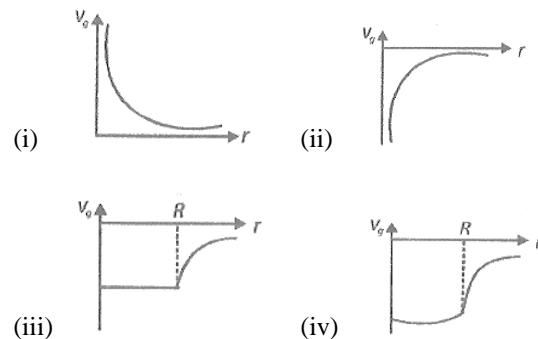 V_g V_g
r
(i) r (ii)
R R
V_g r V_g
(iii) (iv)